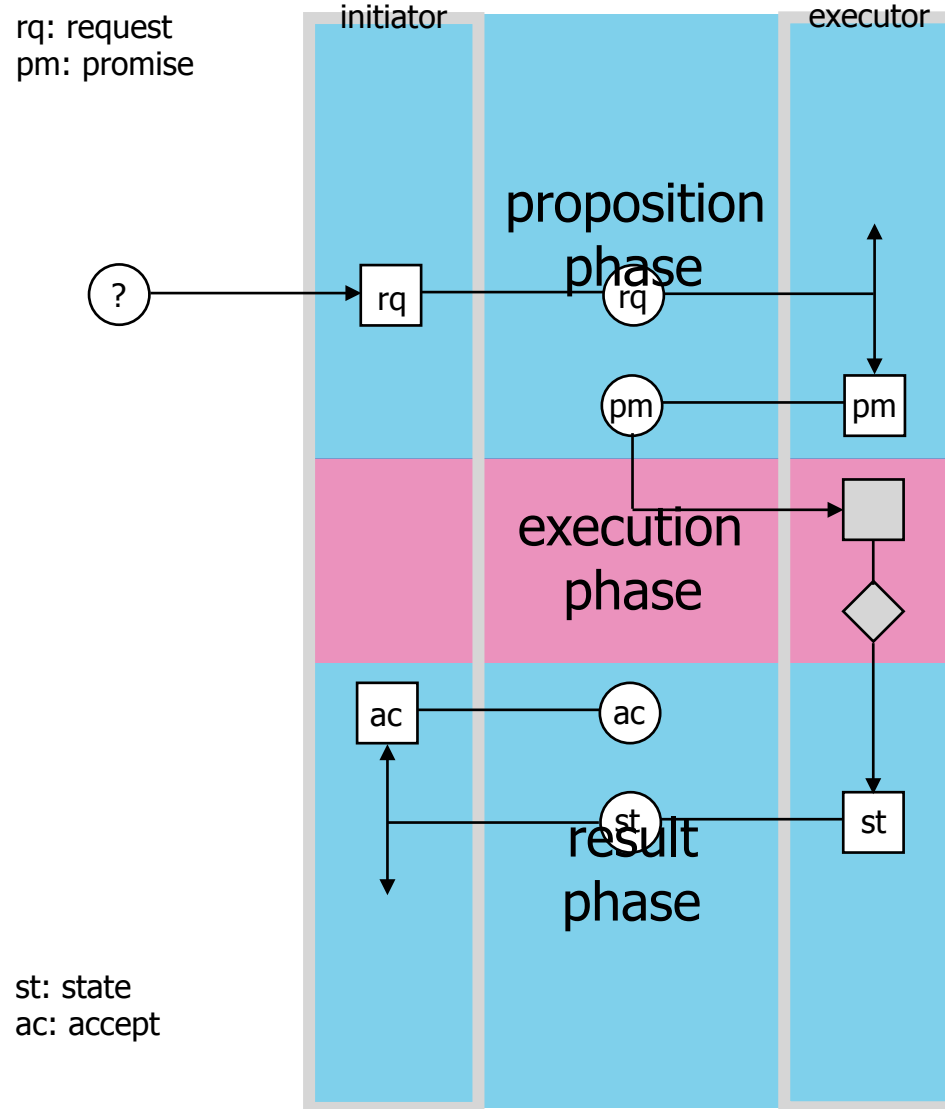 rq: request
pm: promise
initiator
executor
proposition
phase
?
rq
rq
pm
pm
execution
phase
ac
ac
st
st
result
phase
st: state
ac: accept